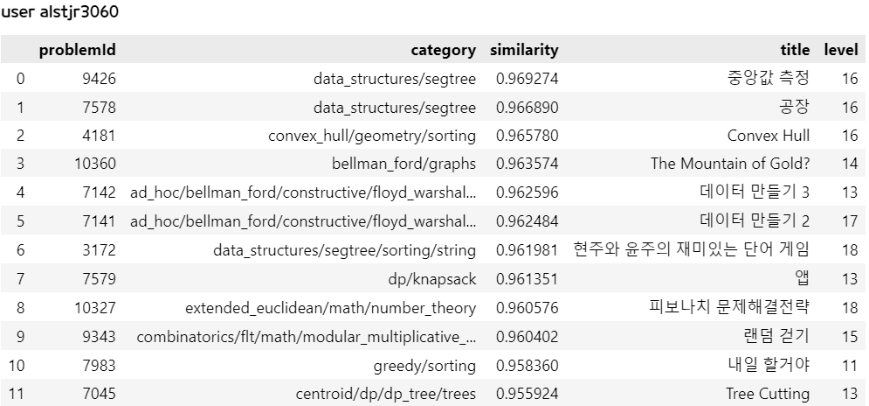 user alstjr3060
problemId category similarity title level
0 9426 data_structures/segtree 0.969274 중앙값 측정 16
1 7578 data_structures/segtree 0.966890 공장 16
2 4181 convex_hull/geometry/sorting 0.965780 Convex Hull 16
3 10360 bellman_ford/graphs 0.963574 The Mountain of Gold? 14
4 7142 ad_hoc/bellman_ford/constructive/floyd_warshal... 0.962596 데이터 만들기 3 13
5 7141 ad_hoc/bellman_ford/constructive/floyd_warshal... 0.962484 데이터 만들기 2 17
6 3172 data_structures/segtree/sorting/string 0.961981 현주와 윤주의 재미있는 단어 게임 18
7 7579 dp/knapsack 0.961351 앱 13
8 10327 extended_euclidean/math/number_theory 0.960576 피보나치 문제해결전략 18
9 9343 combinatorics/flt/math/modular_multiplicative_... 0.960402 랜덤 걷기 15
10 7983 greedy/sorting 0.958360 내일 할거야 11
11 7045 centroid/dp/dp_tree/trees 0.955924 Tree Cutting 13